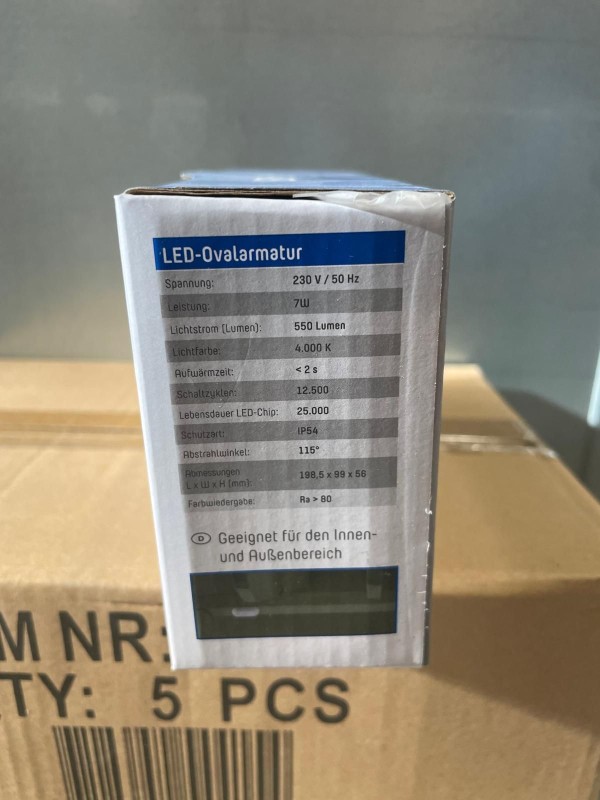 LED-Ovalarmatur
Spannung: 230 V / 50 Hz
Leistung: 7W
Lichtstrom (Lumen): 550 Lumen
Lichtfarbe: 4.000 K
Aufwärmzeit: < 2 s
Schaltzyklen: 12.500
Lebensdauer LED-Chip: 25.000
Schutzart: IP54
Abstrahlwinkel: 115°
Abmessungen
L x W x H (mm): 198,5 x 99 x 56
Farbwiedergabe: Ra > 80
D Geeignet für den Innen-
und Außenbereich
M NR:
TY: 5 PCS